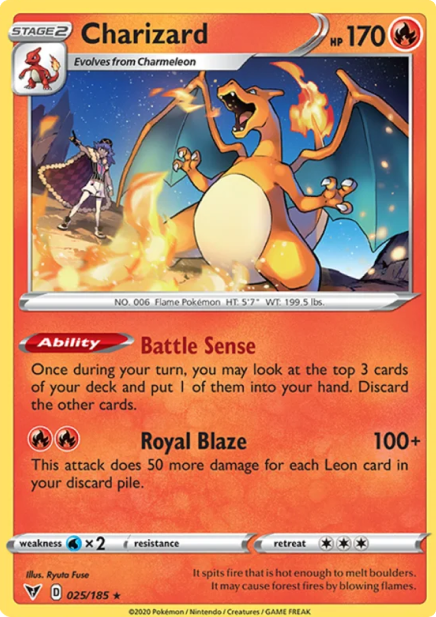 STAGE2
Charizard
HP 170
Evolves from Charmeleon
NO. 006 Flame Pokémon HT: 5'7" WT: 199.5 lbs.
Ability Battle Sense
Once during your turn, you may look at the top 3 cards
of your deck and put 1 of them into your hand. Discard
the other cards.
Royal Blaze 100+
This attack does 50 more damage for each Leon card in
your discard pile.
weakness ×2 resistance retreat
Illus. Ryuta Fuse
It spits fire that is hot enough to melt boulders.
It may cause forest fires by blowing flames.
D 025/185 ★
©2020 Pokémon / Nintendo / Creatures / GAME FREAK